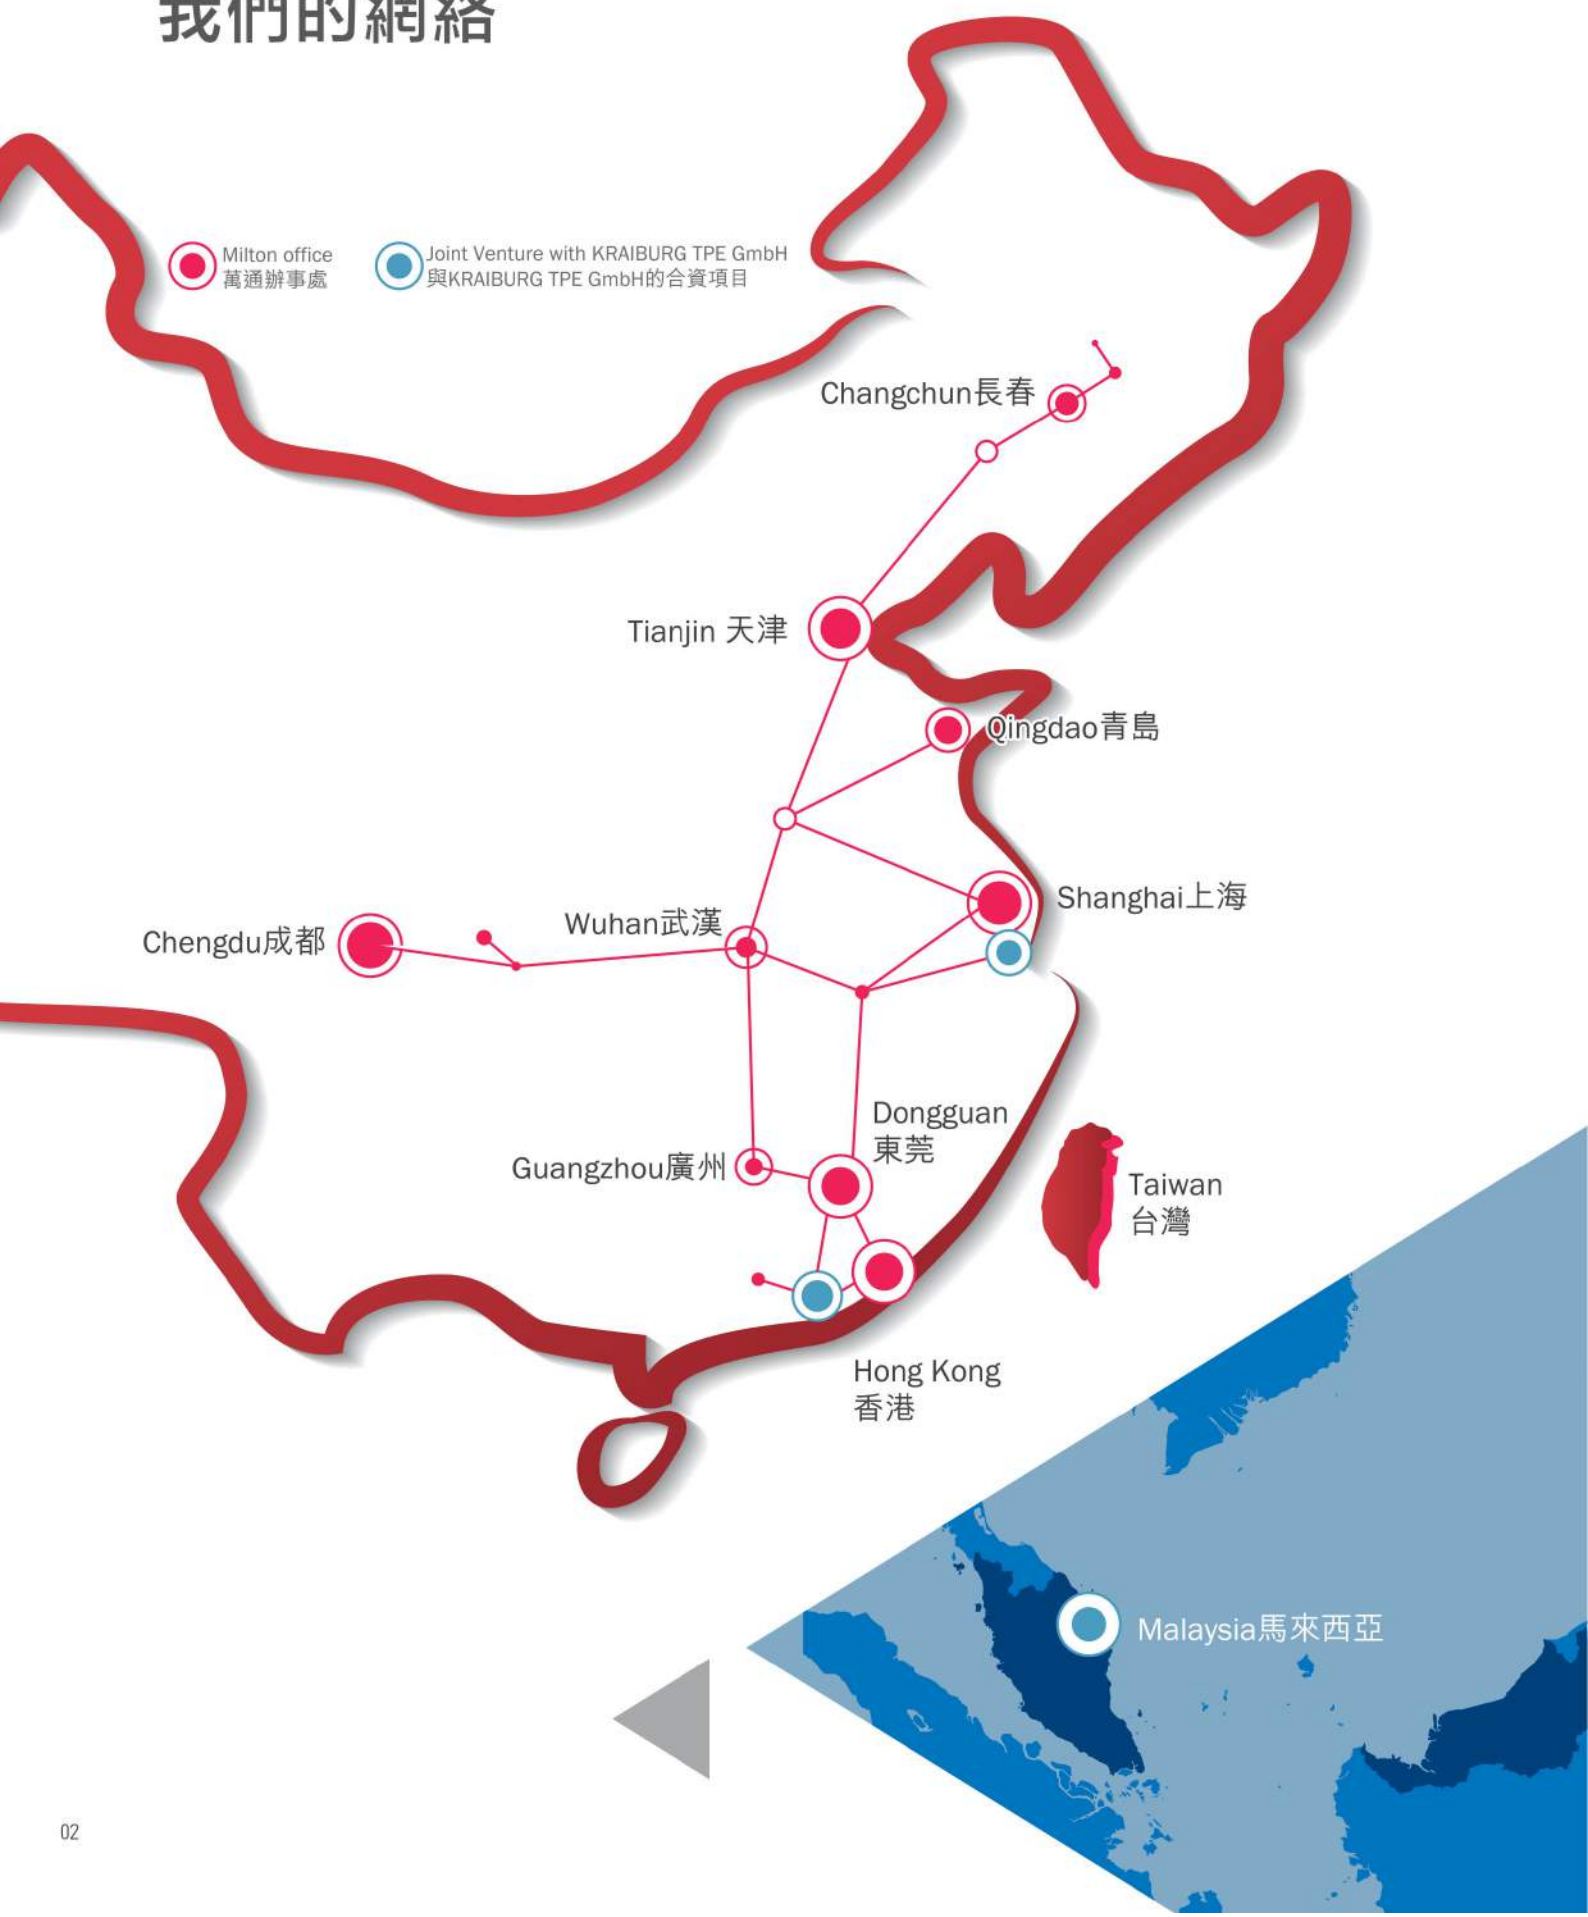 我們的網絡
Milton office
萬通辦事處
Joint Venture with KRAIBURG TPE GmbH
與KRAIBURG TPE GmbH的合資項目
Changchun長春
Tianjin 天津
Qingdao青島
Shanghai上海
Wuhan武漢
Chengdu成都
Dongguan
東莞
Guangzhou廣州
Taiwan
台灣
Hong Kong
香港
Malaysia馬來西亞
02